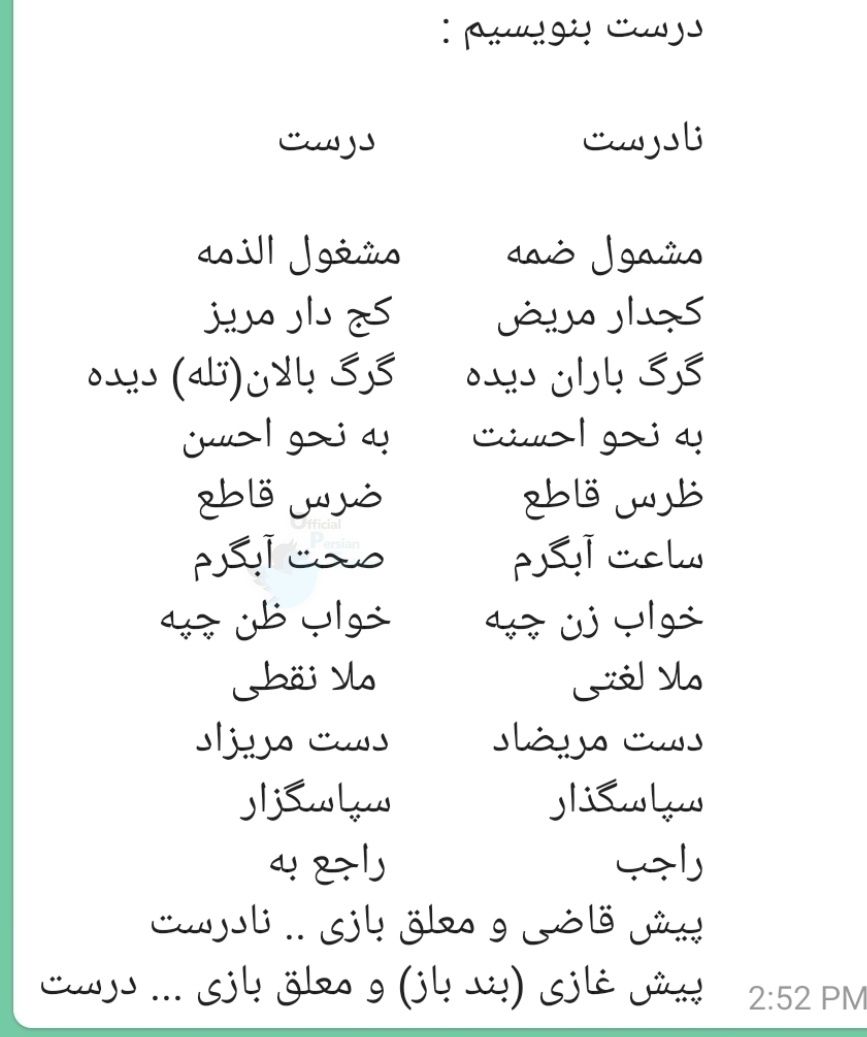 درست بنویسیم :
نادرست درست
مشمول ضمه مشغول الذمه
کجدار مریض کج دار مریز
گرگ باران دیده گرگ بالان(تله) دیده
به نحو احسنت به نحو احسن
ظرس قاطع ضرس قاطع
Official
Persian
ساعت آبگرم صحت آبگرم
خواب زن چپه خواب ظن چپه
ملا لغتی ملا نقطی
دست مریضاد دست مریزاد
سپاسگذار سپاسگزار
راجب راجع به
پیش قاضی و معلق بازی .. نادرست
پیش غازی (بند باز) و معلق بازی ... درست
2:52 PM